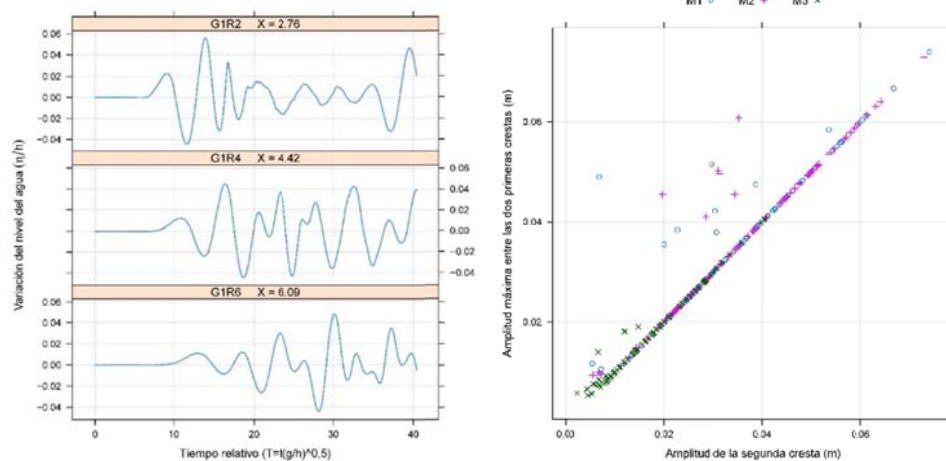 G1R2 X = 2.76
0.06
0.04
0.02
0.00
−0.02
−0.04
G1R4 X = 4.42
0.06
0.04
0.02
0.00
−0.02
−0.04
G1R6 X = 6.09
0.06
0.04
0.02
0.00
−0.02
−0.04
Variación del nivel del agua (η/h)
0 10 20 30 40
Tiempo relativo (T=t(g/h)^0,5)
M1 M2 M3
0.06
0.04
0.02
Amplitud máxima entre las dos primeras crestas (m)
0.00 0.02 0.04 0.06
Amplitud de la segunda cresta (m)